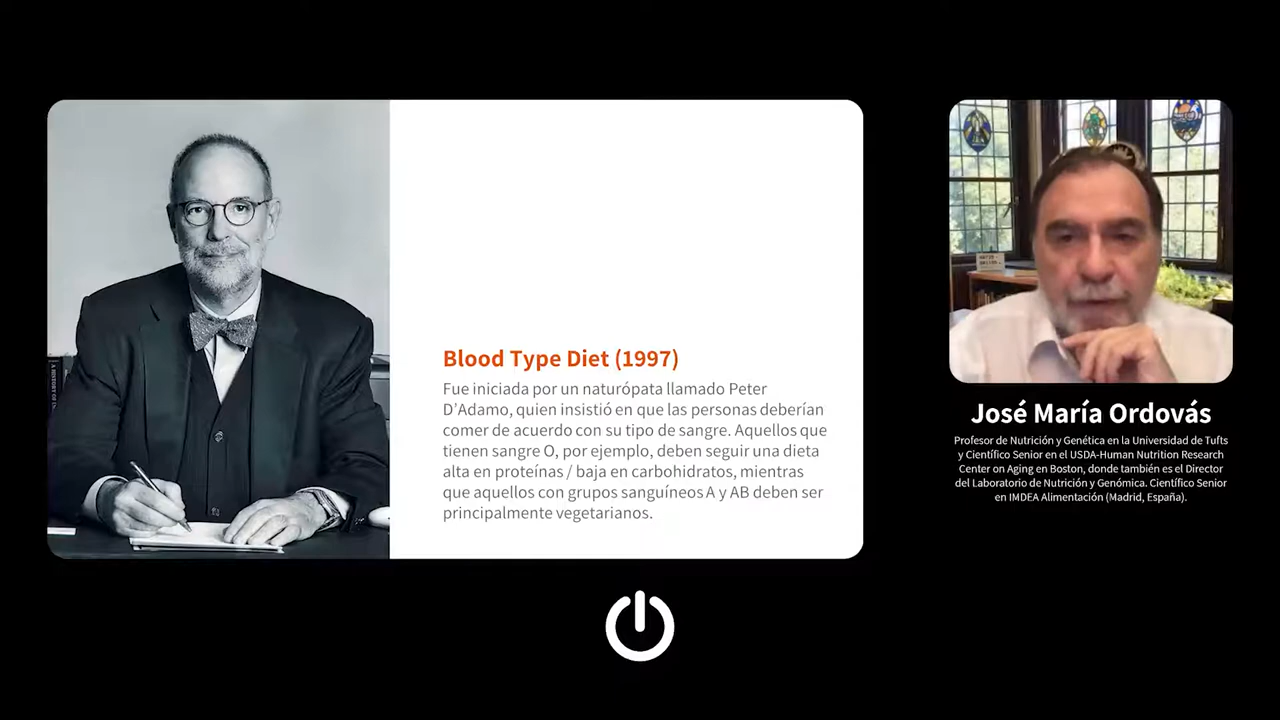 Blood Type Diet (1997)
Fue iniciada por un naturópata llamado Peter
D’Adamo, quien insistió en que las personas deberían
comer de acuerdo con su tipo de sangre. Aquellos que
tienen sangre O, por ejemplo, deben seguir una dieta
alta en proteínas / baja en carbohidratos, mientras
que aquellos con grupos sanguíneos A y AB deben ser
principalmente vegetarianos.
José María Ordovás
Profesor de Nutrición y Genética en la Universidad de Tufts
y Científico Senior en el USDA-Human Nutrition Research
Center on Aging en Boston, donde también es el Director
del Laboratorio de Nutrición y Genómica. Científico Senior
en IMDEA Alimentación (Madrid, España).